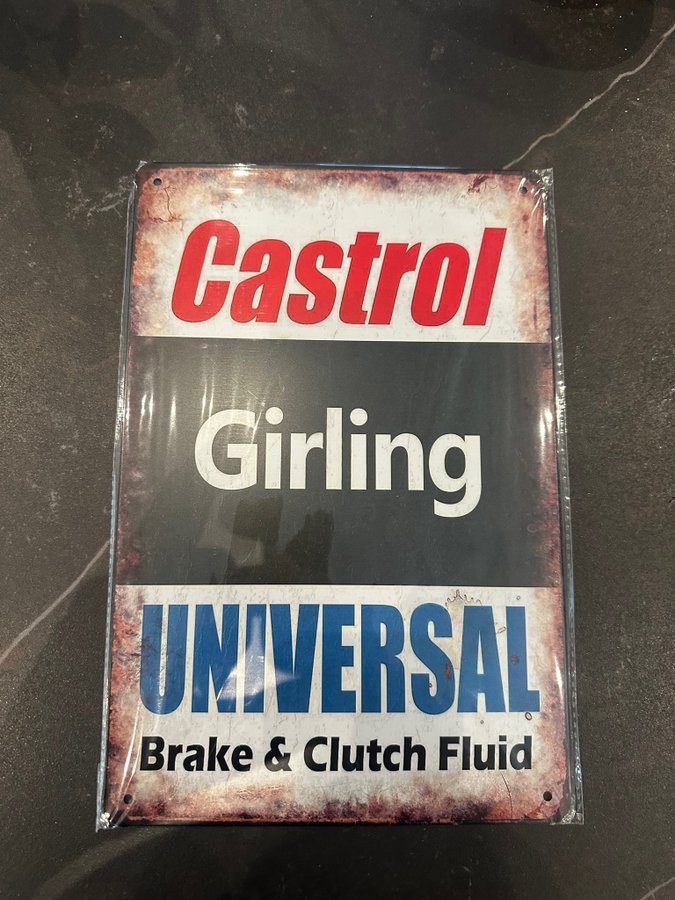 Castrol
Girling
UNIVERSAL
Brake & Clutch Fluid